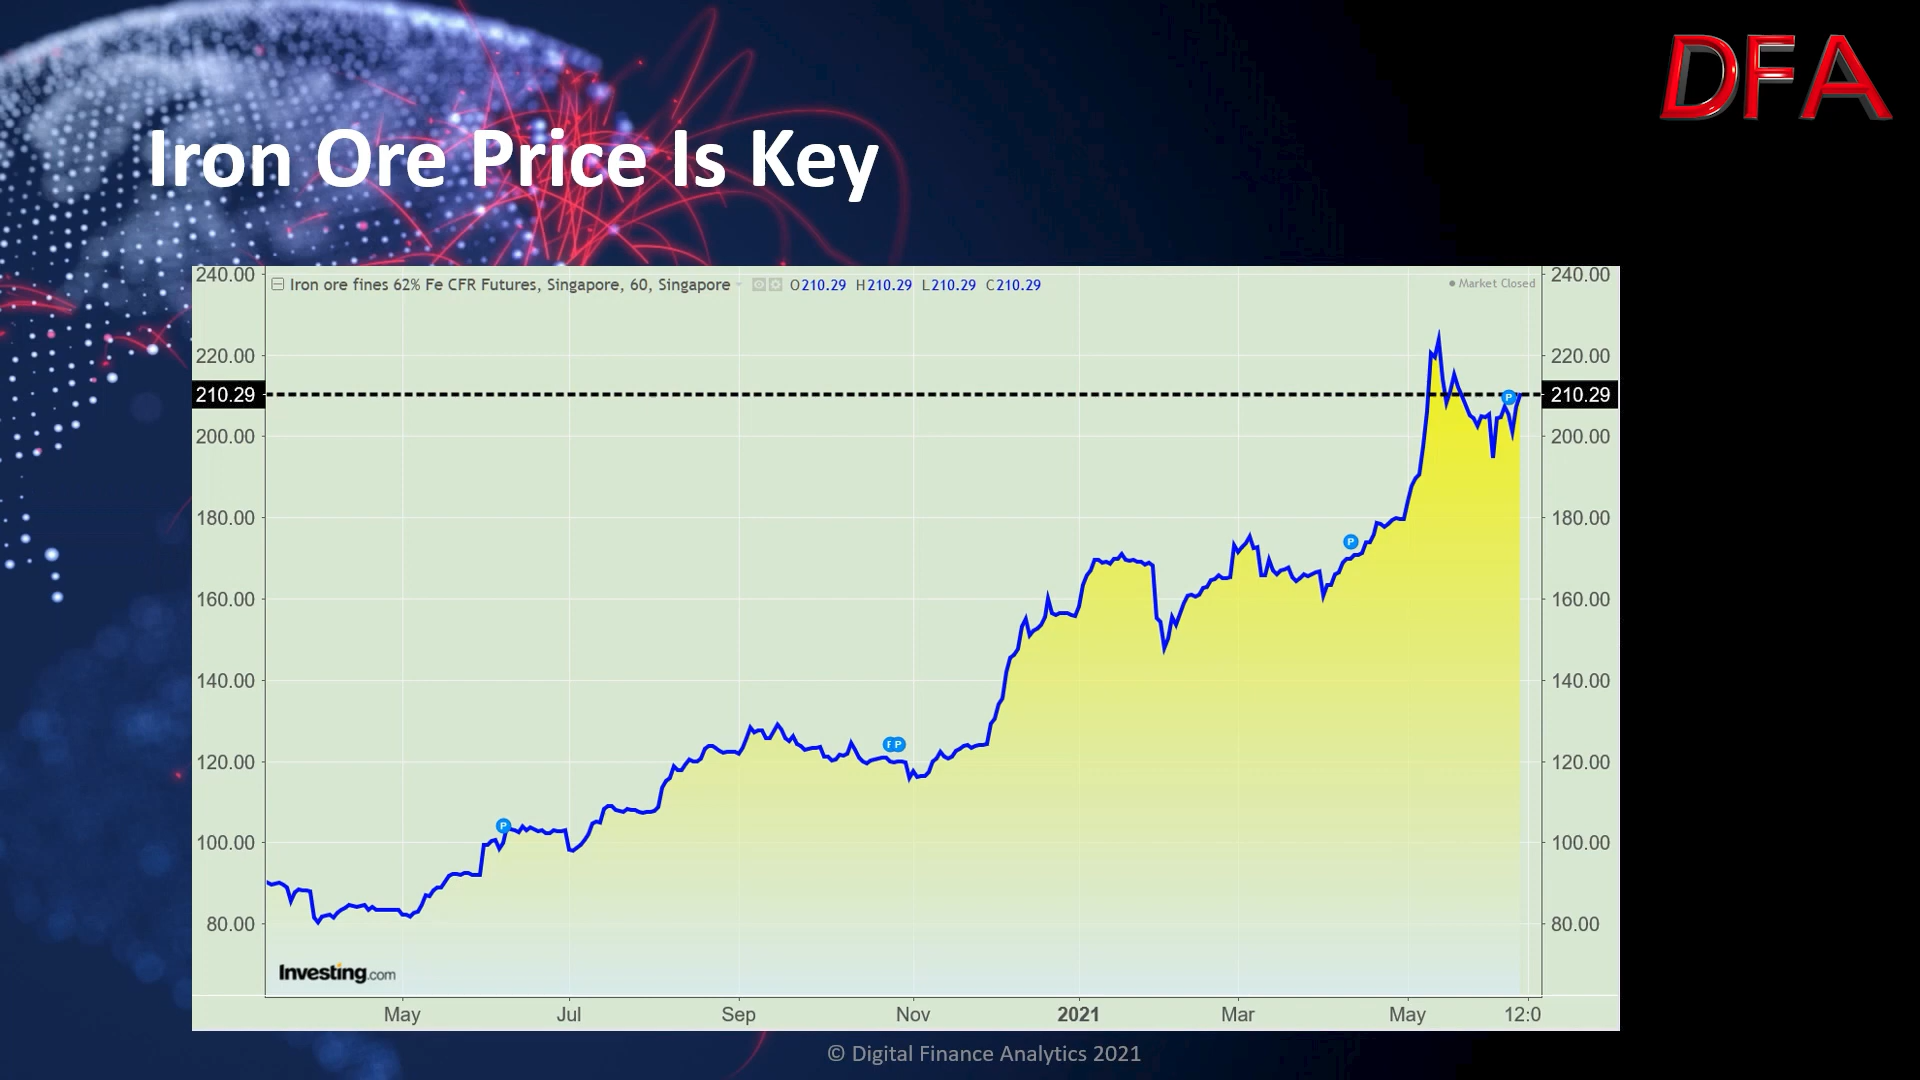 DFA
Iron Ore Price Is Key
Iron ore fines 62% Fe CFR Futures, Singapore, 60, Singapore O210.29 H210.29 L210.29 C210.29
Market Closed
240.00 240.00
220.00 220.00
210.29 210.29
200.00 200.00
180.00 180.00
160.00 160.00
140.00 140.00
120.00 120.00
100.00 100.00
80.00 80.00
P
P
P P
P
Investing.com
May Jul Sep Nov 2021 Mar May 12:0
© Digital Finance Analytics 2021